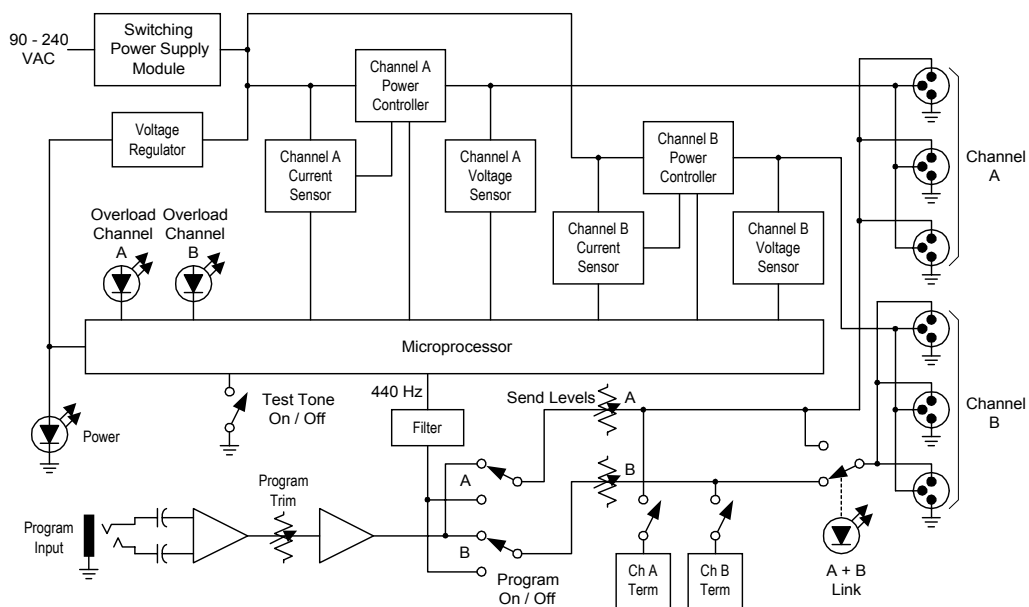 90 - 240
VAC
Switching
Power Supply
Module
Channel A
Power
Controller
Voltage
Regulator
Channel A
Current
Sensor
Channel A
Voltage
Sensor
Channel B
Power
Controller
Channel B
Current
Sensor
Channel B
Voltage
Sensor
Channel
A
Overload
Channel
A
Overload
Channel
B
Microprocessor
Channel
B
Power
Test Tone
On / Off
440 Hz
Filter
Send Levels
A
B
A
B
Program
Input
Program
Trim
Program
On / Off
Ch A
Term
Ch B
Term
A + B
Link